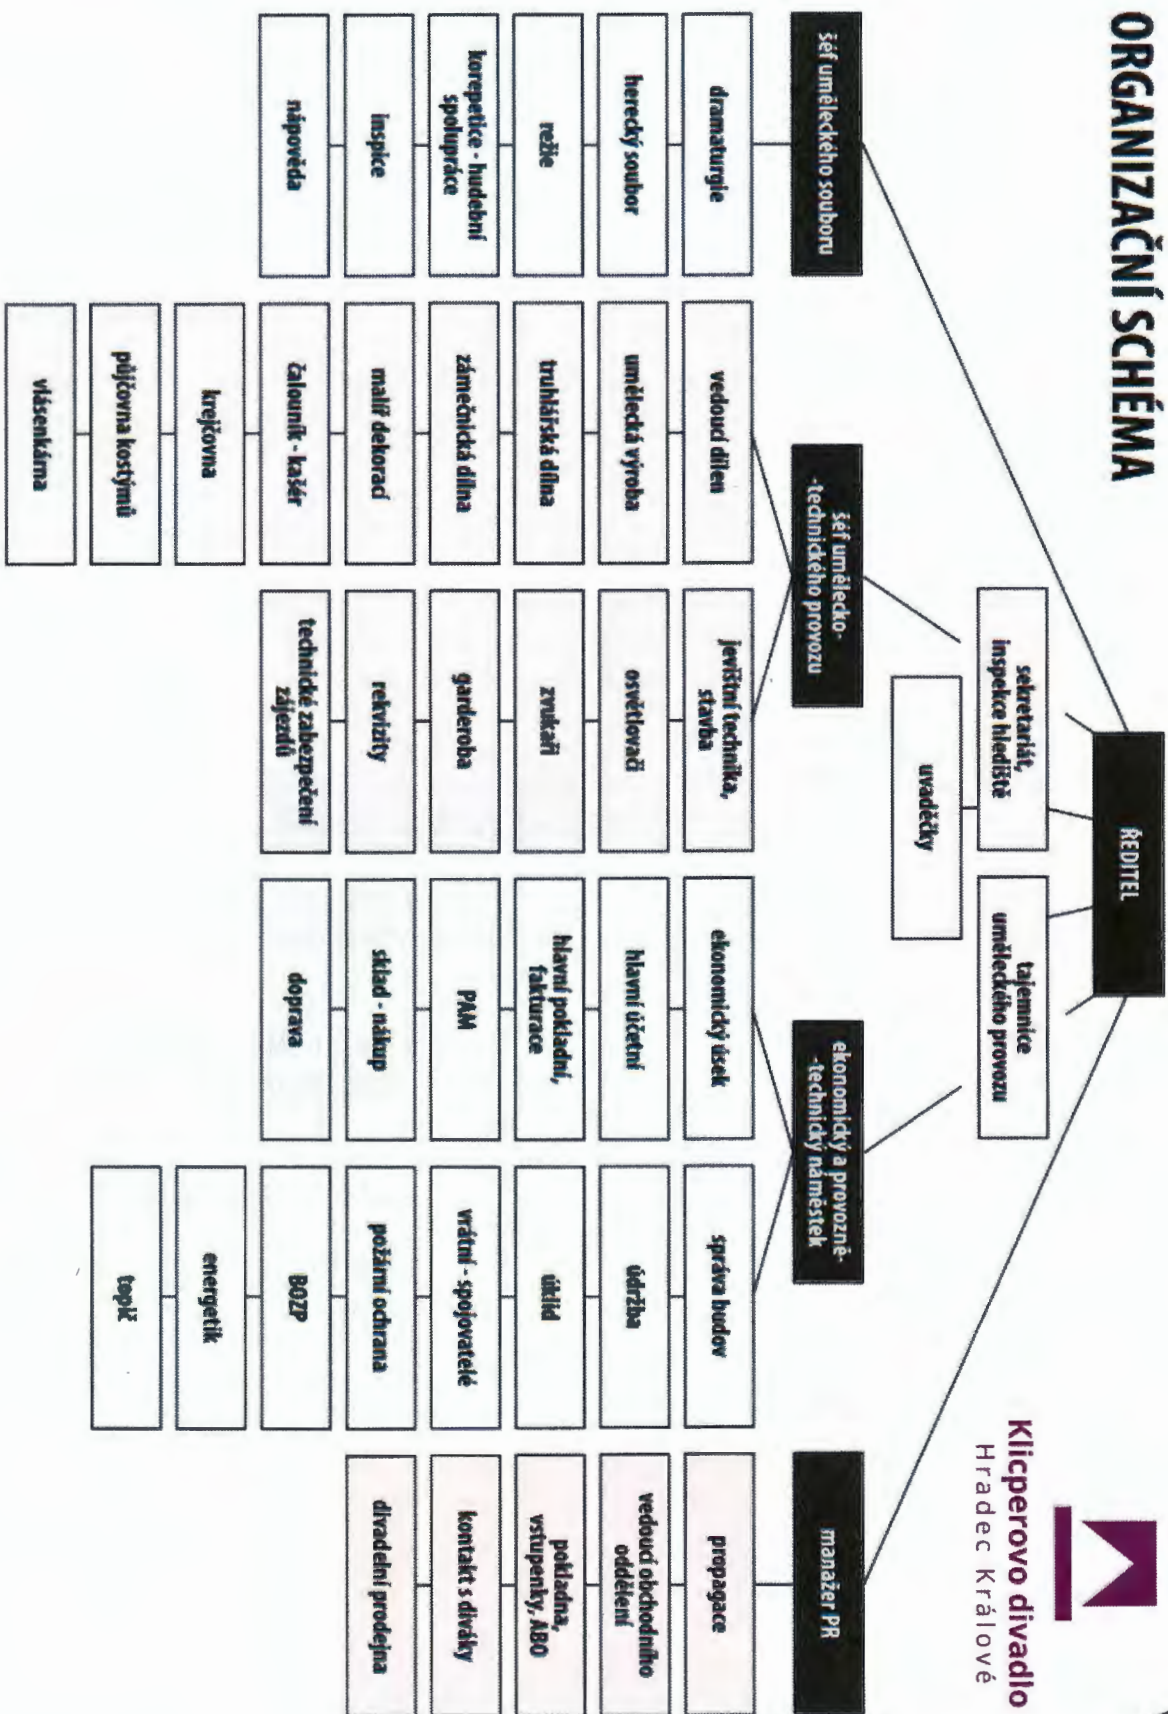 ORGANIZAČNÍ SCHÉMA
Klicperovo divadlo
Hradec Králové
ŘEDITEL
sekretariát,
inspekce hlediště
tajemnice
uměleckého provozu
uvaděčky
šéf uměleckého souboru
šéf umělecko-
-technického provozu
ekonomický a provozně-
-technický náměstek
manažer PR
dramaturgie
herecký soubor
režie
korepetice - hudební
spolupráce
inspice
nápověda
vedoucí dílen
umělecká výroba
truhlářská dílna
zámečnická dílna
malíř dekorací
čalouník - kašér
krejčovna
půjčovna kostýmů
vlásenkárna
jevištní technika,
stavba
osvětlovači
zvukaři
garderoba
rekvizity
technické zabezpečení
zájezdů
ekonomický úsek
hlavní účetní
hlavní pokladní,
fakturace
PAM
sklad - nákup
doprava
správa budov
údržba
úklid
vrátní - spojovatelé
požární ochrana
BOZP
energetik
topič
propagace
vedoucí obchodního
oddělení
pokladna,
vstupenky, ABO
kontakt s diváky
divadelní prodejna